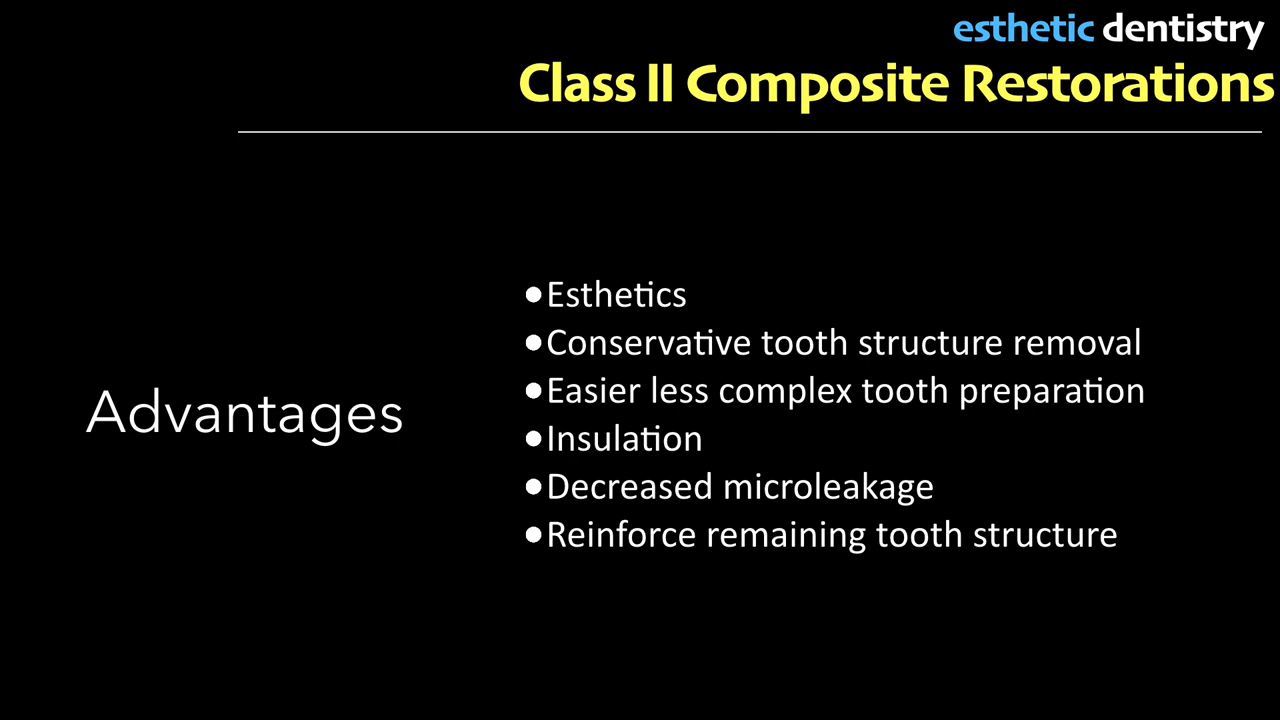 esthetic dentistry
Class II Composite Restorations
Advantages
●Esthetics
●Conservative tooth structure removal
●Easier less complex tooth preparation
●Insulation
●Decreased microleakage
●Reinforce remaining tooth structure